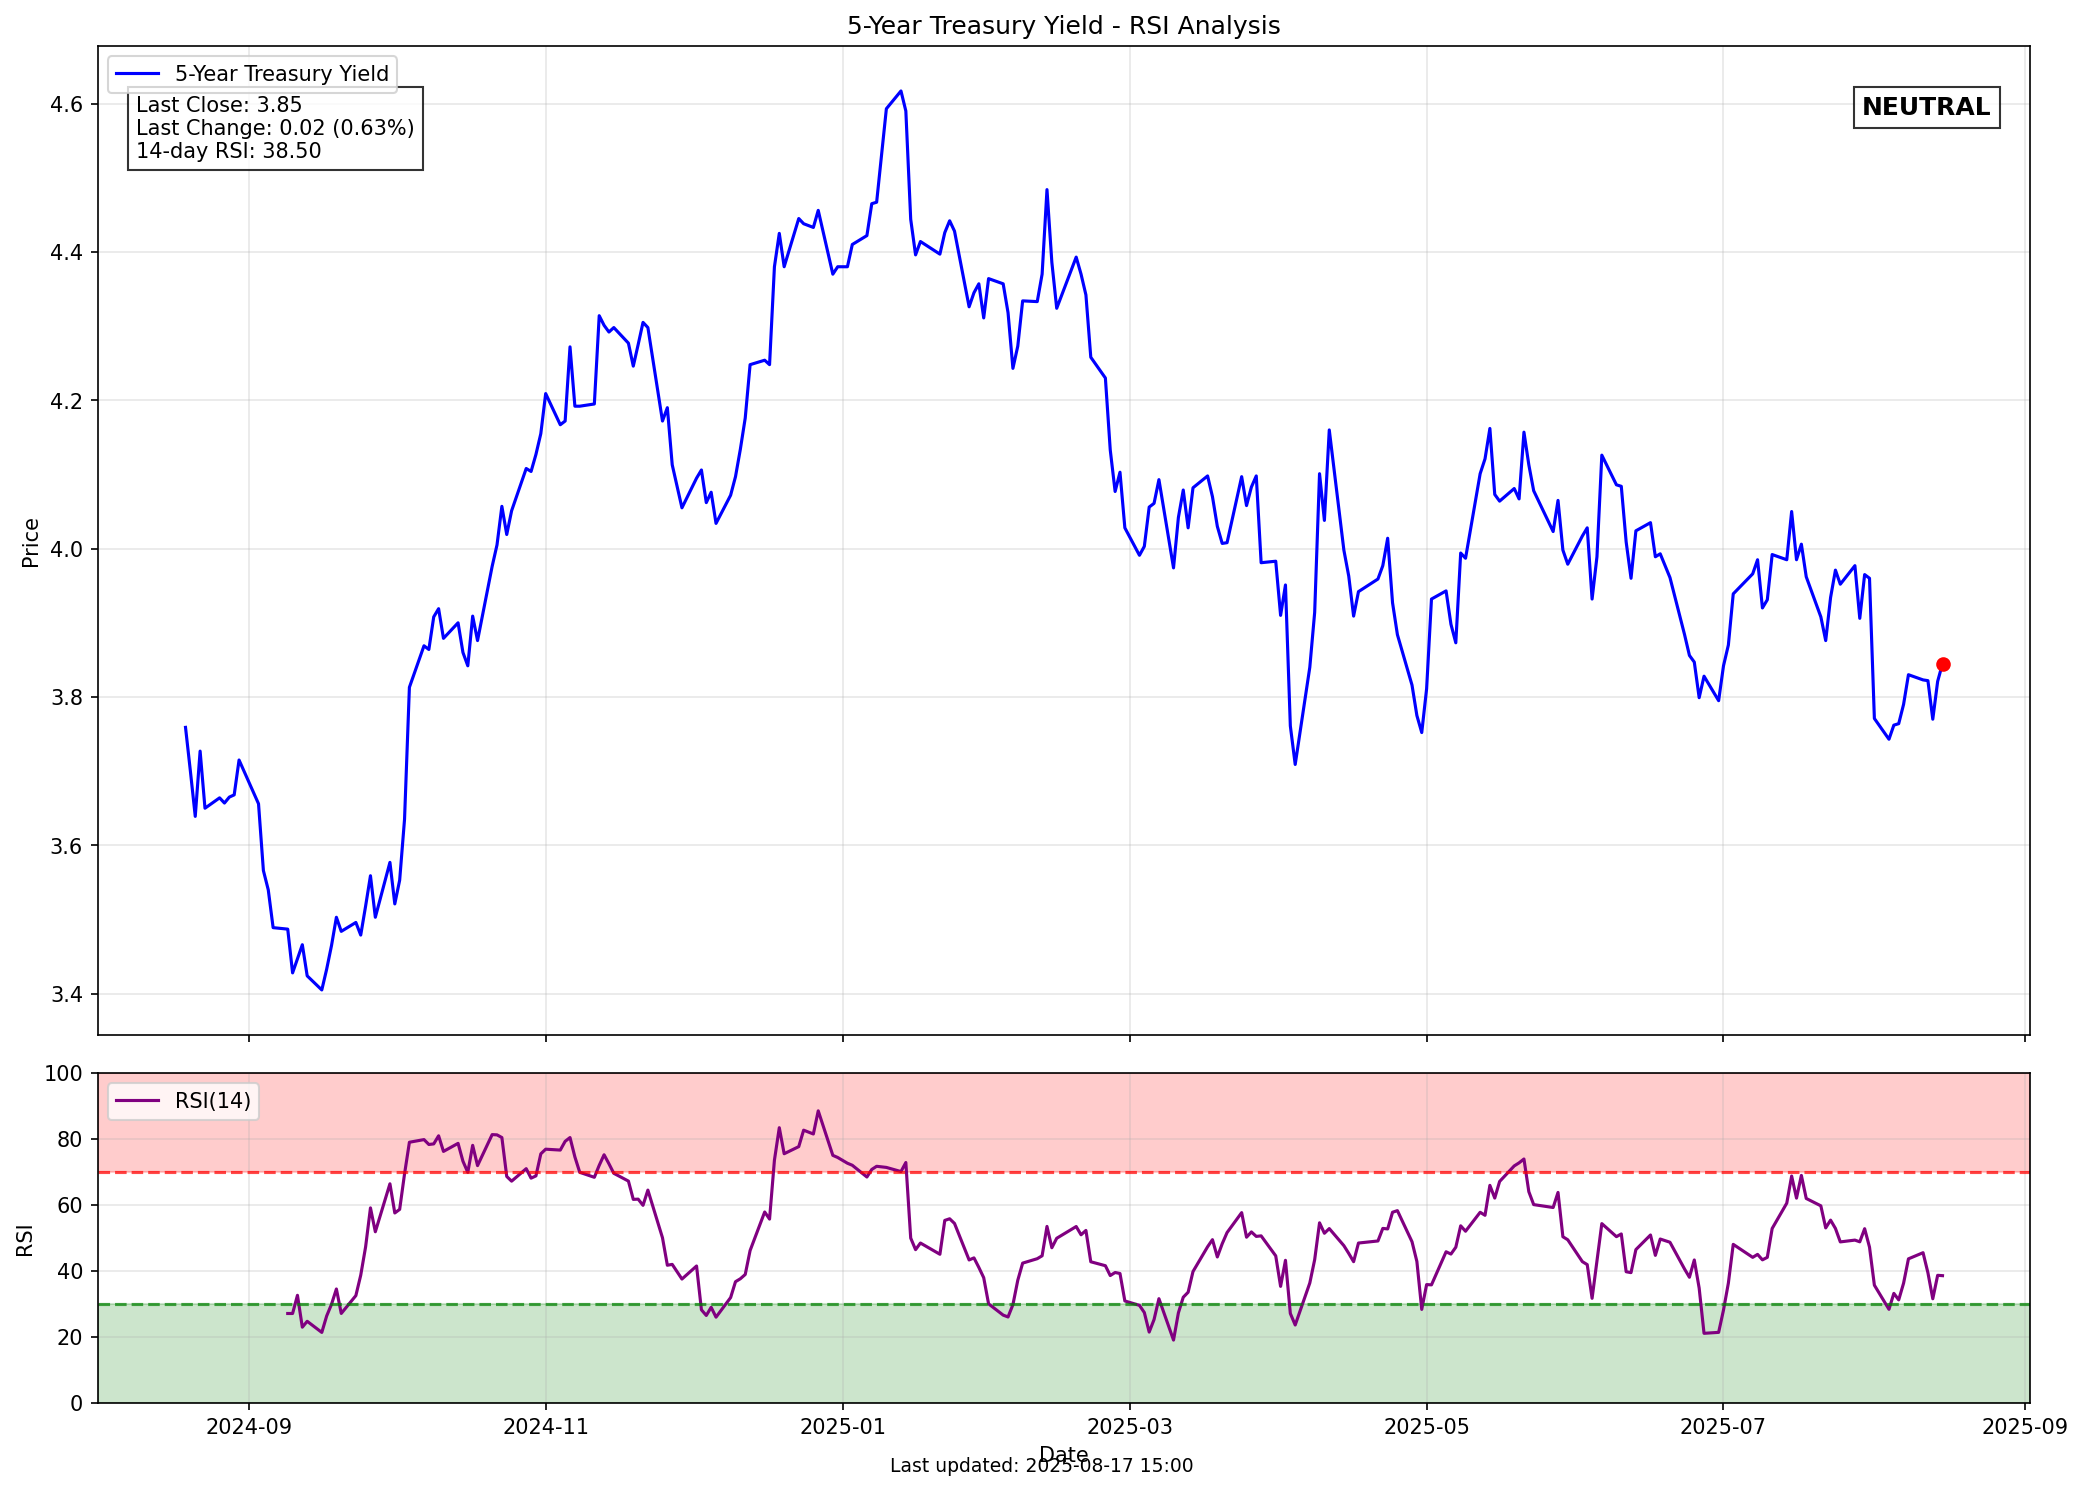 5-Year Treasury Yield - RSI Analysis
5-Year Treasury Yield
Last Close: 3.85
Last Change: 0.02 (0.63%)
14-day RSI: 38.50
NEUTRAL
4.6
4.4
4.2
4.0
3.8
3.6
3.4
Price
RSI(14)
100
80
60
40
20
0
RSI
2024-09
2024-11
2025-01
2025-03
2025-05
2025-07
2025-09
Date
Last updated: 2025-08-17 15:00